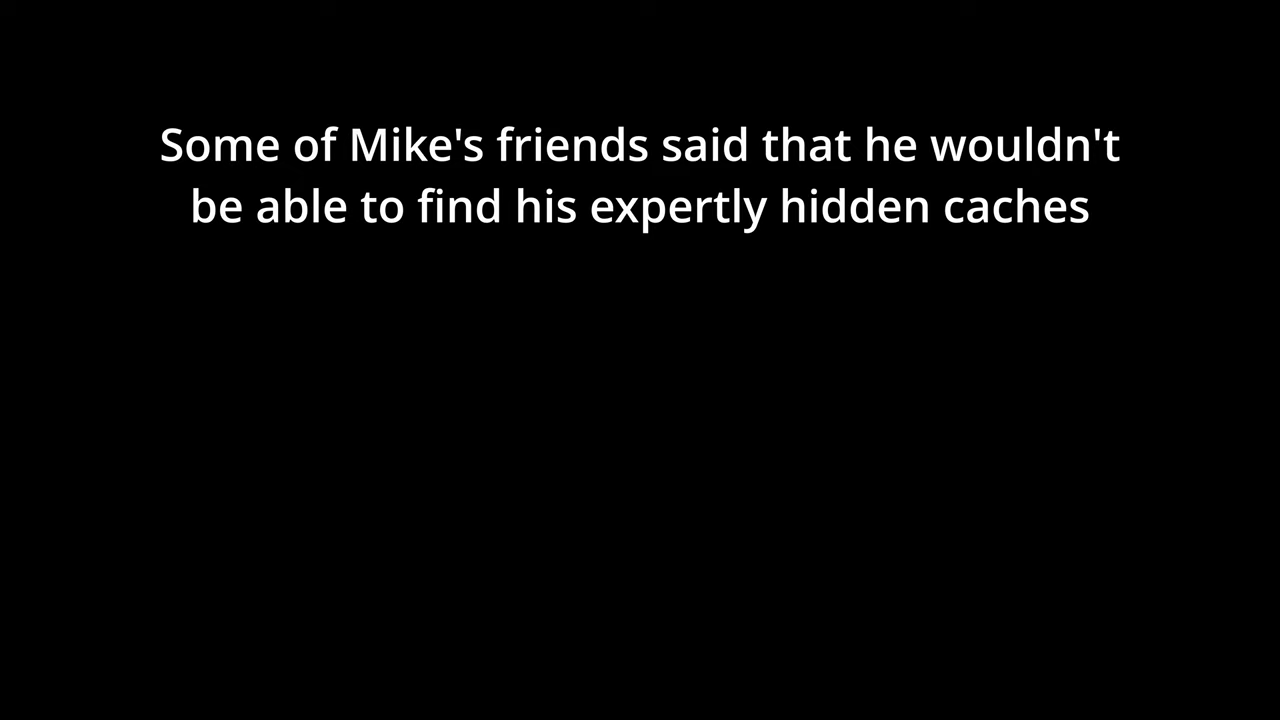 Some of Mike's friends said that he wouldn't
be able to find his expertly hidden caches